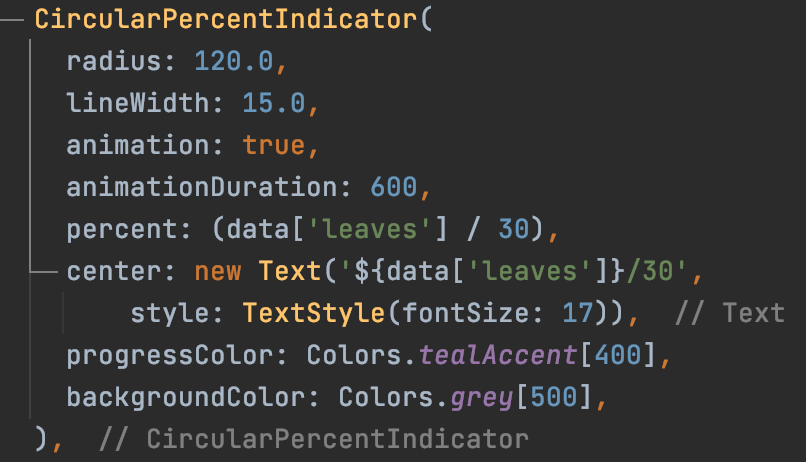 CircularPercentIndicator(
radius: 120.0,
lineWidth: 15.0,
animation: true,
animationDuration: 600,
percent: (data['leaves'] / 30),
center: new Text('${data['leaves']}/30',
style: TextStyle(fontSize: 17)),  // Text
progressColor: Colors.tealAccent[400],
backgroundColor: Colors.grey[500],
),  // CircularPercentIndicator